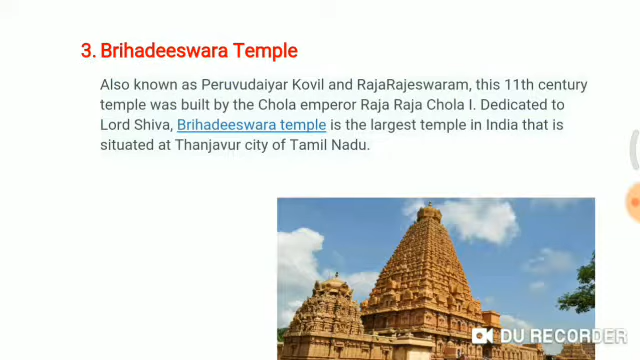 3. Brihadeeswara Temple
Also known as Peruvudaiyar Kovil and RajaRajeswaram, this 11th century
temple was built by the Chola emperor Raja Raja Chola I. Dedicated to
Lord Shiva, Brihadeeswara temple is the largest temple in India that is
situated at Thanjavur city of Tamil Nadu.
DU RECORDER